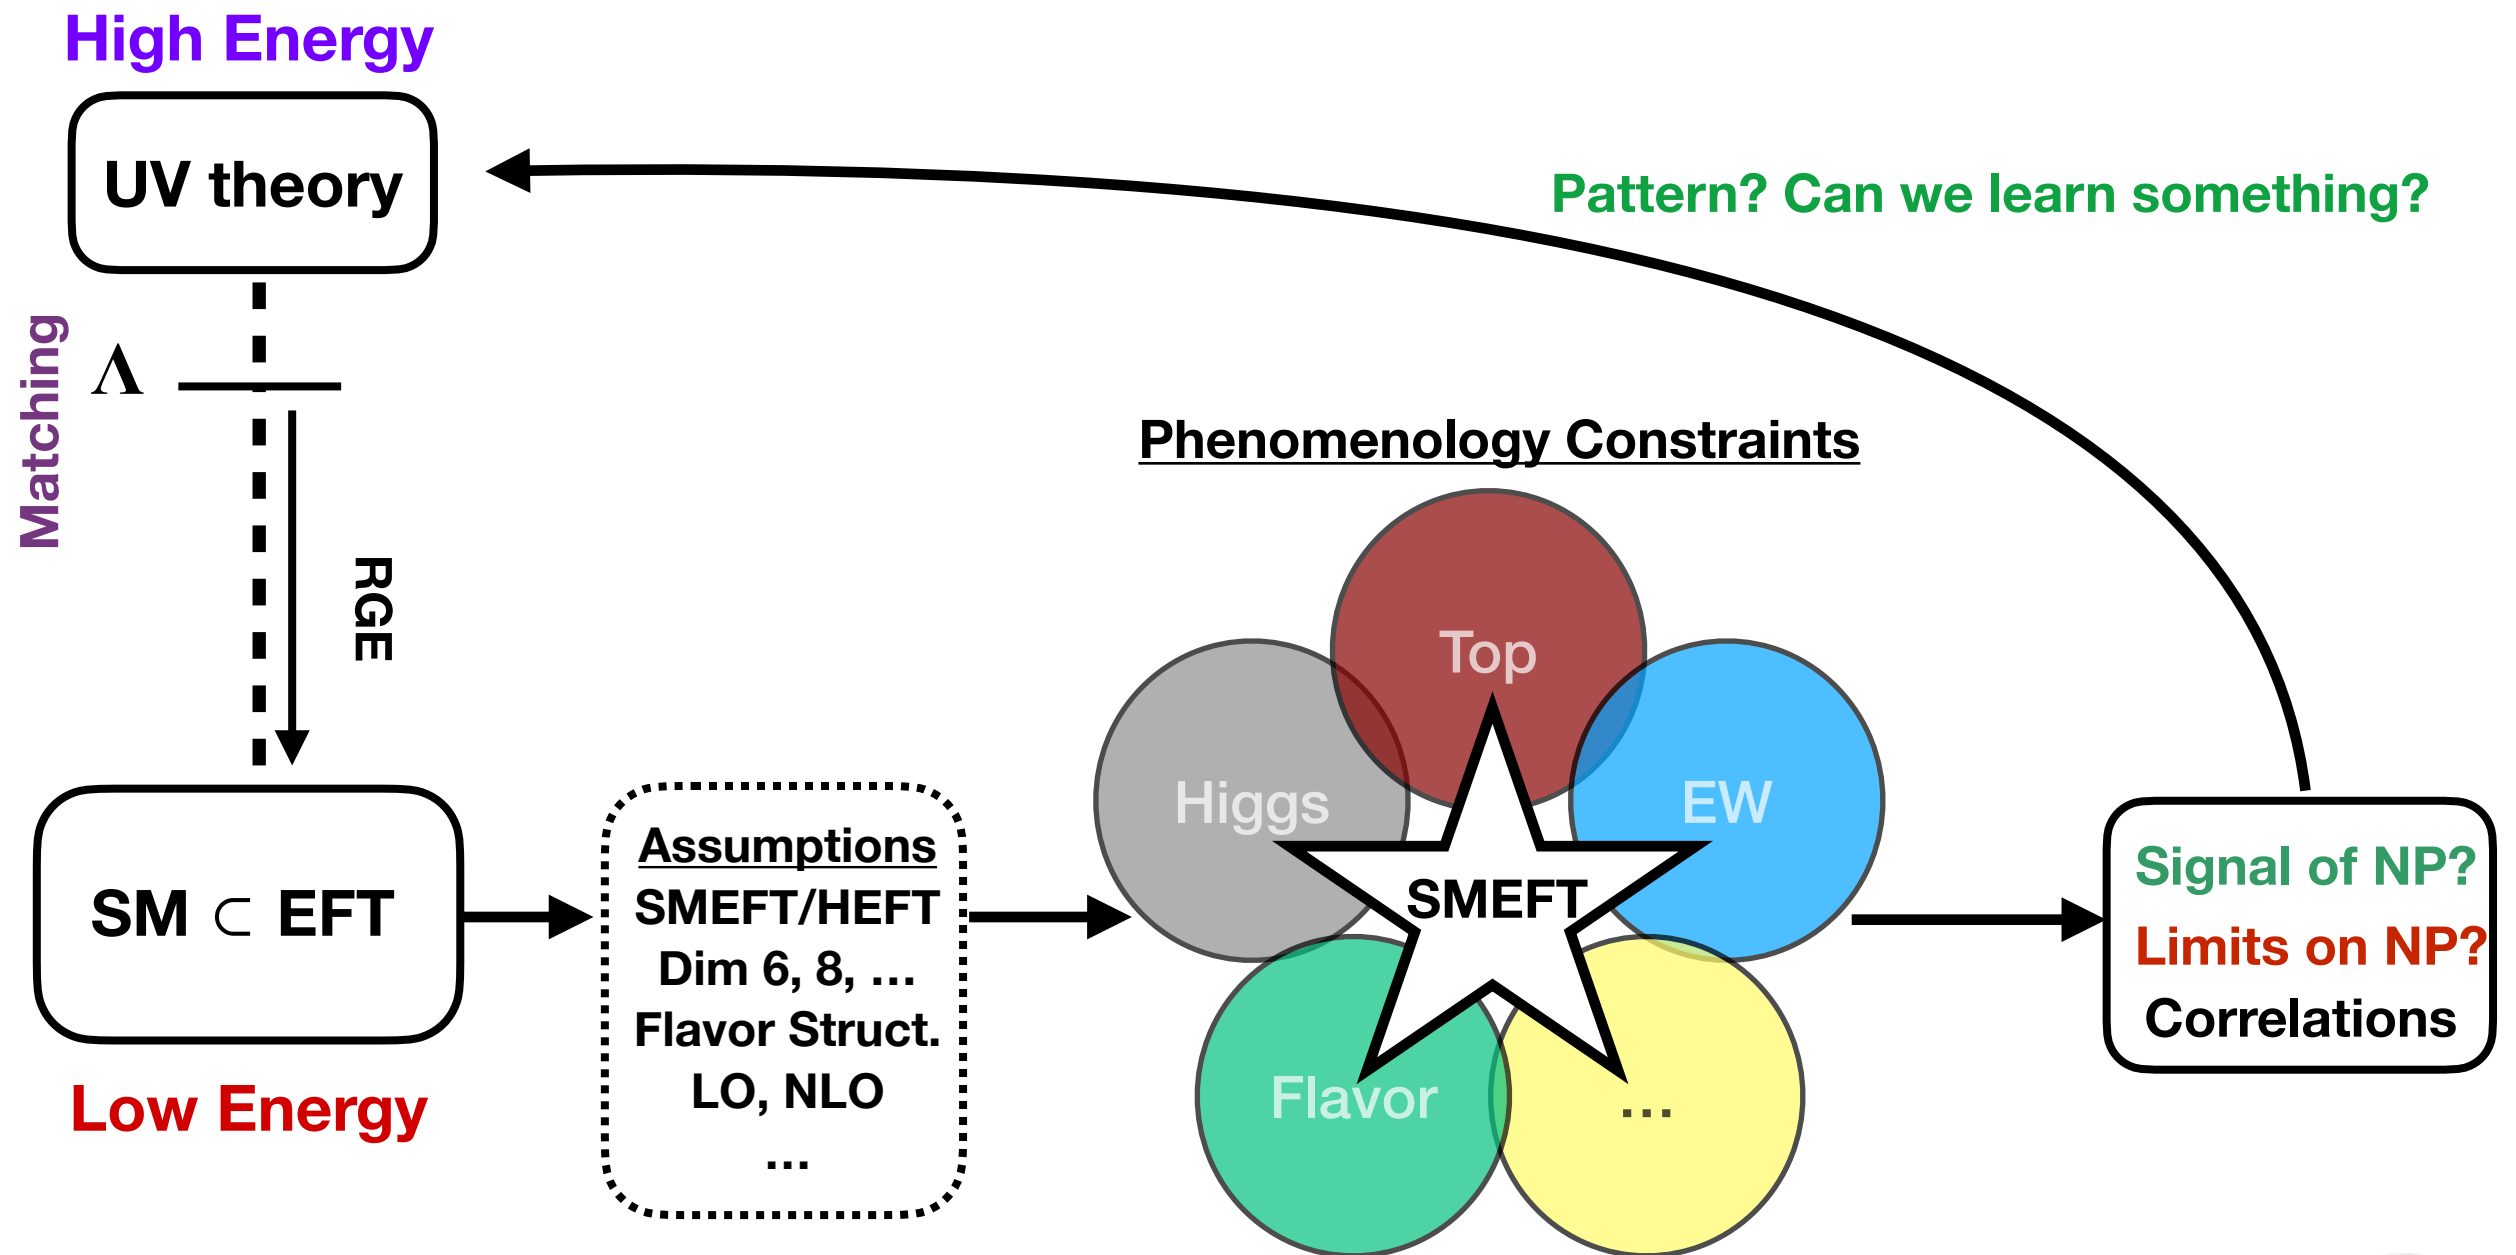 High Energy
UV theory
Pattern? Can we learn something?
Matching
Λ
RGE
Phenomenology Constraints
Top
Higgs
EW
SMEFT
Flavor
...
SM ⊂ EFT
Low Energy
Assumptions
SMEFT/HEFT
Dim 6, 8, ...
Flavor Struct.
LO, NLO
...
Signal of NP?
Limits on NP?
Correlations